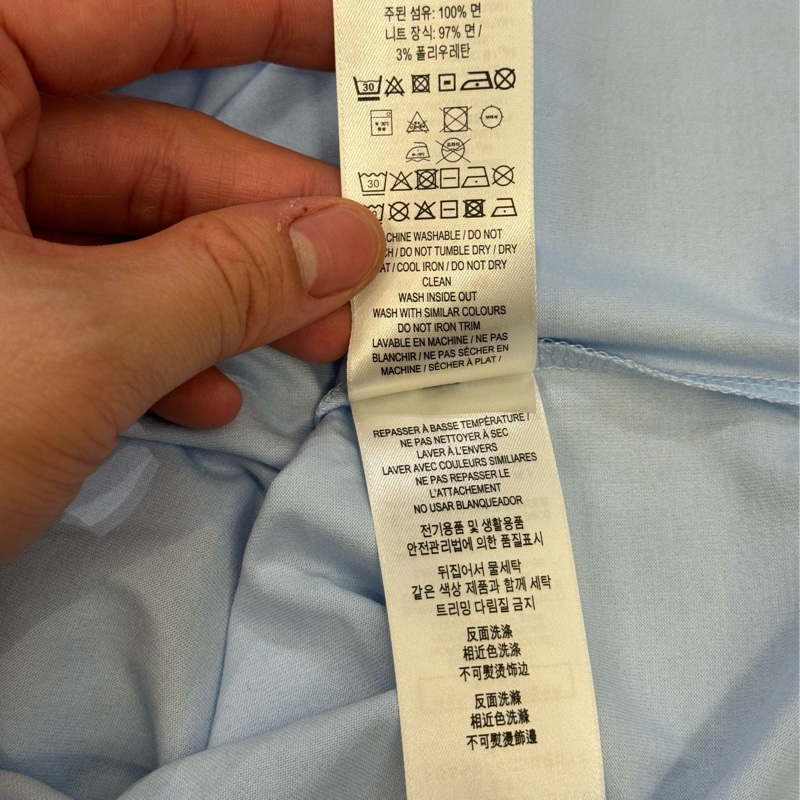 주된 섬유: 100% 면
니트 장식: 97% 면 /
3% 폴리우레탄
30
30
CHINE WASHABLE / DO NOT
CH / DO NOT TUMBLE DRY / DRY
AT / COOL IRON / DO NOT DRY
CLEAN
WASH INSIDE OUT
WASH WITH SIMILAR COLOURS
DO NOT IRON TRIM
LAVABLE EN MACHINE / NE PAS
BLANCHIR / NE PAS SÉCHER EN
MACHINE / SÉCHER À PLAT /
REPASSER À BASSE TEMPÉRATURE /
NE PAS NETTOYER À SEC
LAVER À L'ENVERS
LAVER AVEC COULEURS SIMILIARES
NE PAS REPASSER LE
L'ATTACHEMENT
NO USAR BLANQUEADOR
전기용품 및 생활용품
안전관리법에 의한 품질표시
뒤집어서 물세탁
같은 색상 제품과 함께 세탁
트리밍 다림질 금지
反面洗涤
相近色洗涤
不可熨烫饰边
反面洗滌
相近色洗滌
不可熨燙飾邊